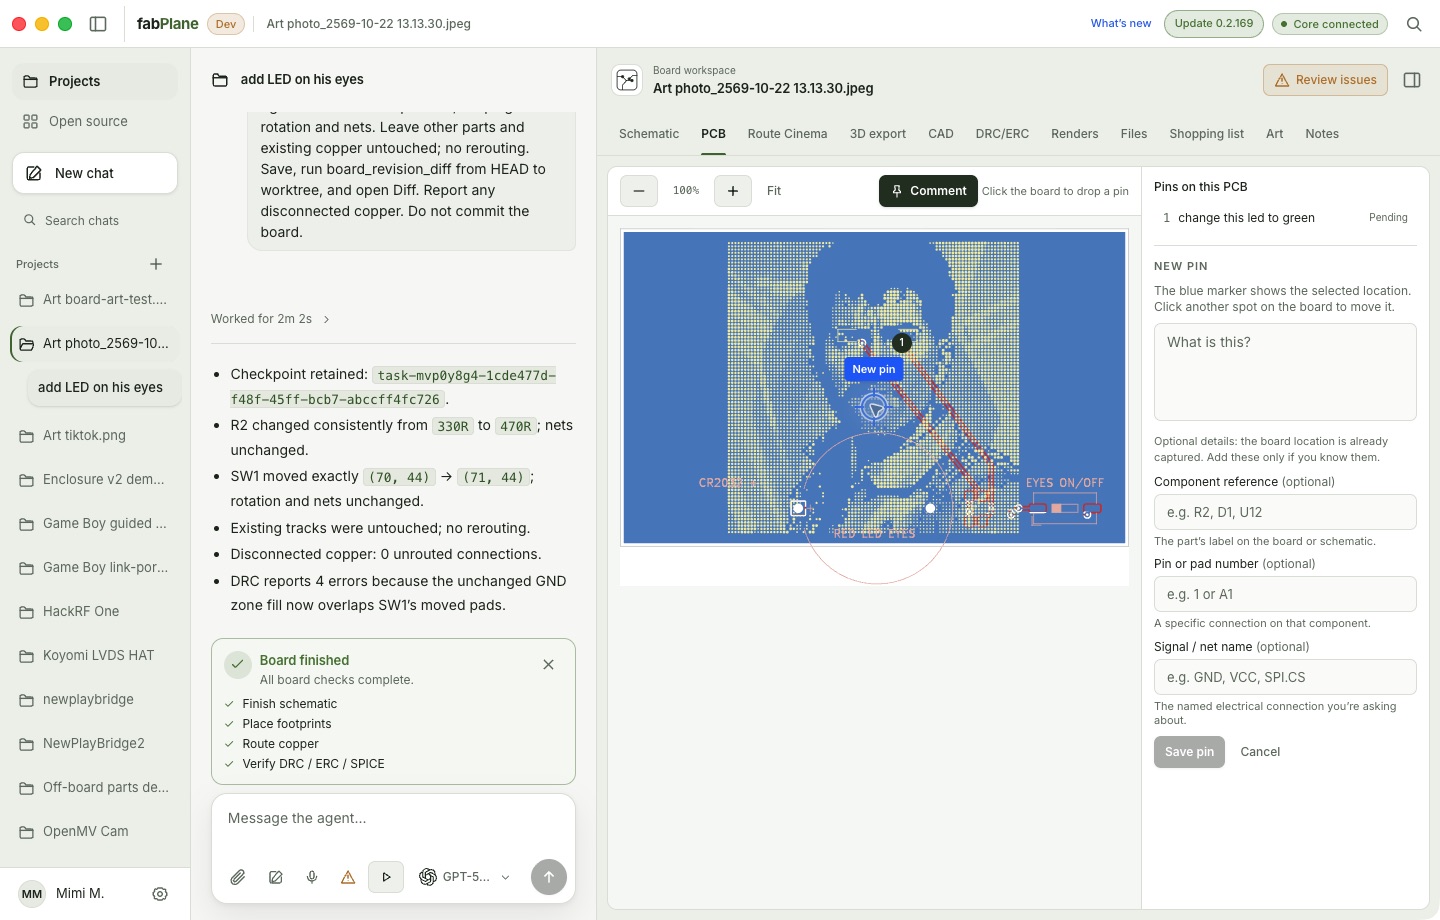 fabPlane
Dev
Art photo_2569-10-22 13.13.30.jpeg
What's new
Update 0.2.169
Core connected
Projects
Open source
New chat
Search chats
Projects
Art board-art-test....
Art photo_2569-10...
add LED on his eyes
Art tiktok.png
Enclosure v2 dem...
Game Boy guided ...
Game Boy link-por...
HackRF One
Koyomi LVDS HAT
newplaybridge
NewPlayBridge2
Off-board parts de...
OpenMV Cam
MM
Mimi M.
add LED on his eyes
rotation and nets. Leave other parts and
existing copper untouched; no rerouting.
Save, run board_revision_diff from HEAD to
worktree, and open Diff. Report any
disconnected copper. Do not commit the
board.
Worked for 2m 2s
Checkpoint retained: task-mvp0y8g4-1cde477d-
f48f-45ff-bcb7-abccff4fc726.
R2 changed consistently from 330R to 470R; nets
unchanged.
SW1 moved exactly (70, 44) → (71, 44);
rotation and nets unchanged.
Existing tracks were untouched; no rerouting.
Disconnected copper: 0 unrouted connections.
DRC reports 4 errors because the unchanged GND
zone fill now overlaps SW1's moved pads.
Board finished
All board checks complete.
Finish schematic
Place footprints
Route copper
Verify DRC / ERC / SPICE
Message the agent...
GPT-5...
Board workspace
Art photo_2569-10-22 13.13.30.jpeg
Review issues
Schematic
PCB
Route Cinema
3D export
CAD
DRC/ERC
Renders
Files
Shopping list
Art
Notes
100%
Fit
Comment
Click the board to drop a pin
1
New pin
EYES ON/OFF
RED LED EYES
Pins on this PCB
1 change this led to green Pending
NEW PIN
The blue marker shows the selected location.
Click another spot on the board to move it.
What is this?
Optional details: the board location is already
captured. Add these only if you know them.
Component reference (optional)
e.g. R2, D1, U12
The part's label on the board or schematic.
Pin or pad number (optional)
e.g. 1 or A1
A specific connection on that component.
Signal / net name (optional)
e.g. GND, VCC, SPI.CS
The named electrical connection you're asking
about.
Save pin
Cancel